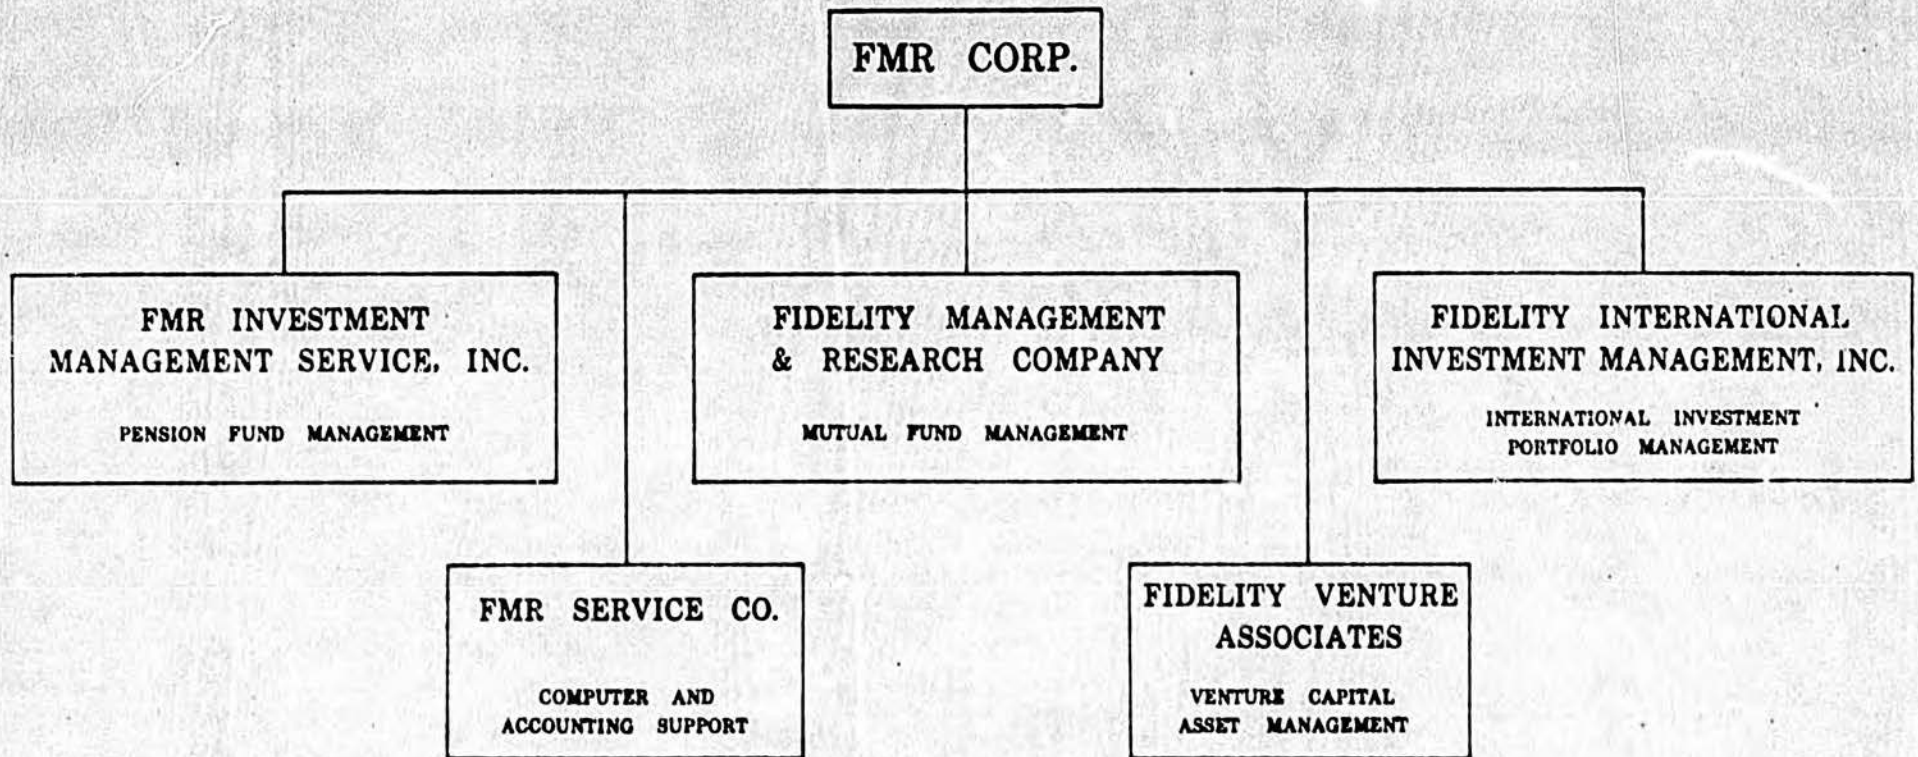 FMR CORP.
FMR INVESTMENT
MANAGEMENT SERVICE, INC.
PENSION FUND MANAGEMENT
FIDELITY MANAGEMENT
& RESEARCH COMPANY
MUTUAL FUND MANAGEMENT
FIDELITY INTERNATIONAL
INVESTMENT MANAGEMENT, INC.
INTERNATIONAL INVESTMENT
PORTFOLIO MANAGEMENT
FMR SERVICE CO.
COMPUTER AND
ACCOUNTING SUPPORT
FIDELITY VENTURE
ASSOCIATES
VENTURE CAPITAL
ASSET MANAGEMENT